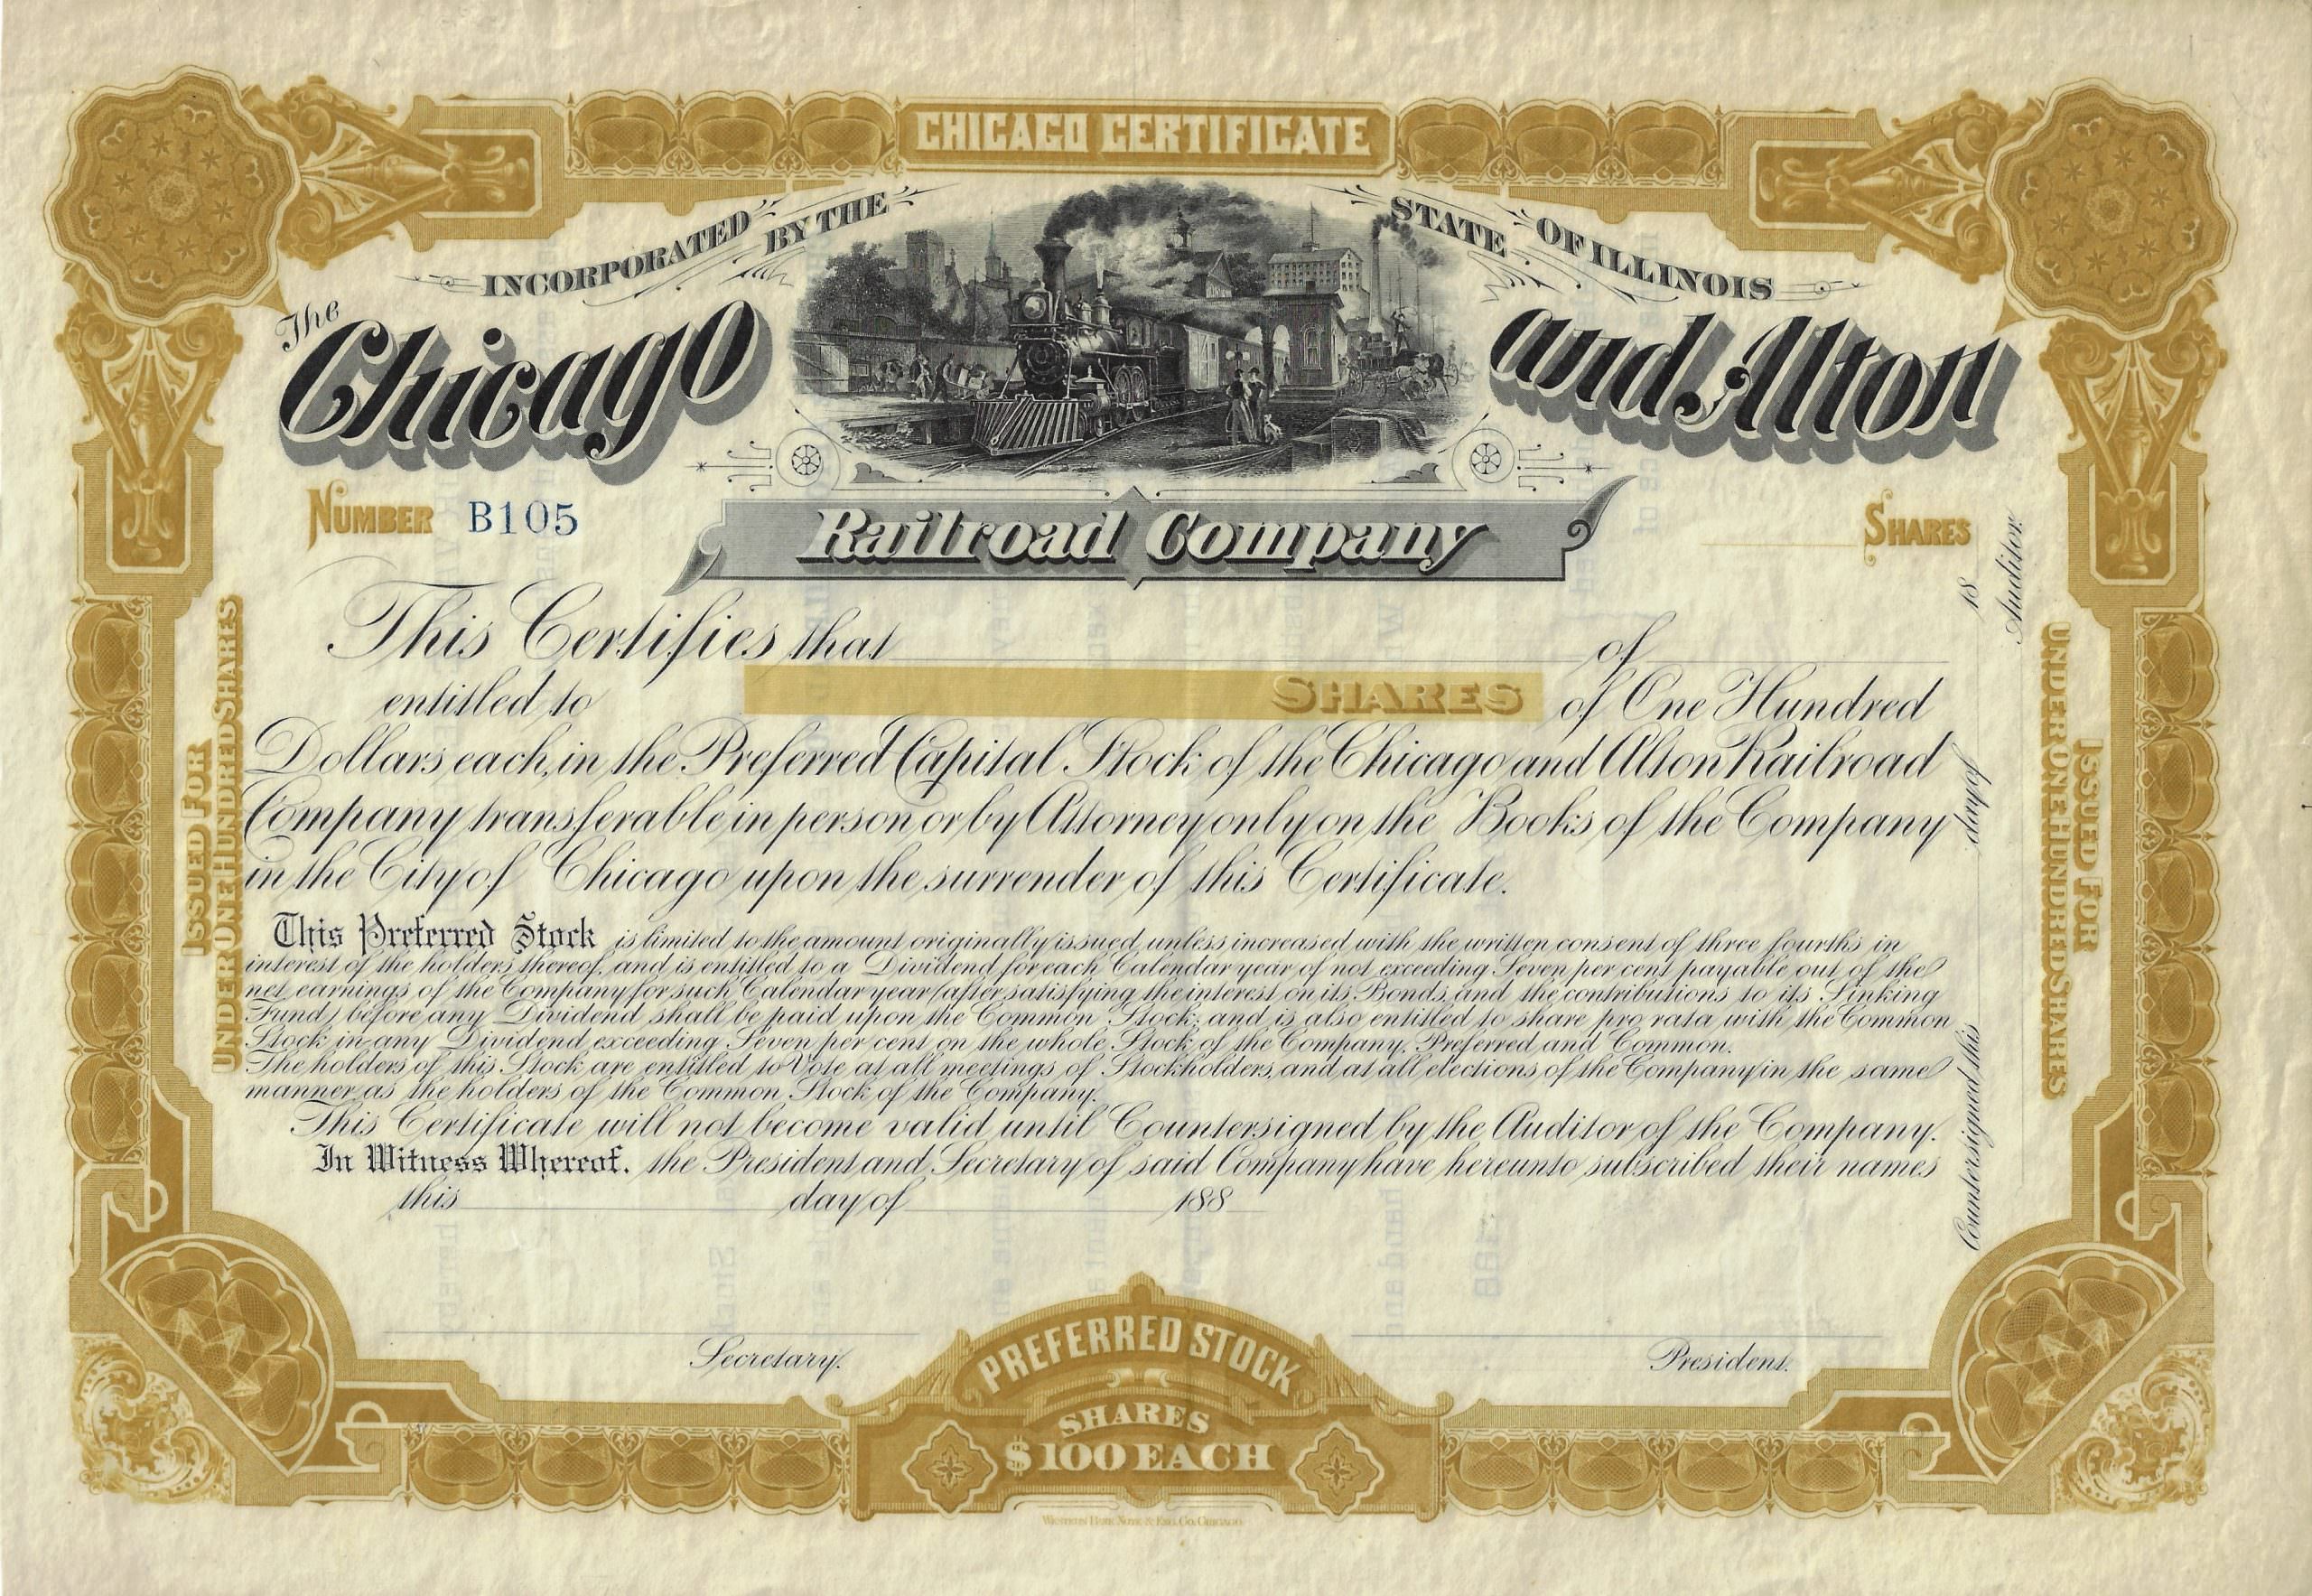 CHICAGO CERTIFICATE
INCORPORATED BY THE STATE OF ILLINOIS
The Chicago and Alton
Railroad Company
NUMBER B105
SHARES
This Certifies that of
entitled to SHARES of One Hundred
Dollars each, in the Preferred Capital Stock of the Chicago and Alton Railroad
Company transferable in person or by Attorney only on the Books of the Company
in the City of Chicago upon the surrender of this Certificate.
This Preferred Stock is limited to the amount originally issued, unless increased with the written consent of three fourths in
interest of the holders thereof, and is entitled to a Dividend for each Calendar year of not exceeding Seven per cent payable out of the
net earnings of the Company for such Calendar year (after satisfying the interest on its Bonds, and the contributions to its Sinking
Fund) before any Dividend shall be paid upon the Common Stock; and is also entitled to share pro rata with the Common
Stock in any Dividend exceeding Seven per cent on the whole Stock of the Company, Preferred and Common.
The holders of this Stock are entitled to Vote at all meetings of Stockholders, and at all elections of the Company in the same
manner as the holders of the Common Stock of the Company.
This Certificate will not become valid until Countersigned by the Auditor of the Company.
In Witness Whereof, the President and Secretary of said Company have hereunto subscribed their names
this day of 188
Secretary.
President.
PREFERRED STOCK
SHARES
$100 EACH
WESTERN BANK NOTE & ENG. CO. CHICAGO
ISSUED FOR
UNDER ONE HUNDRED SHARES
Countersigned this day of 18
Auditor.
ISSUED FOR
UNDER ONE HUNDRED SHARES